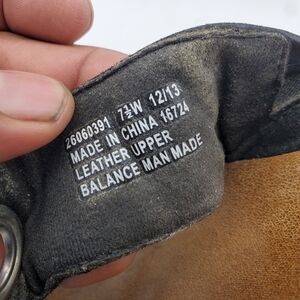 26060391 7½W 12/13
MADE IN CHINA 16724
LEATHER UPPER
BALANCE MAN MADE